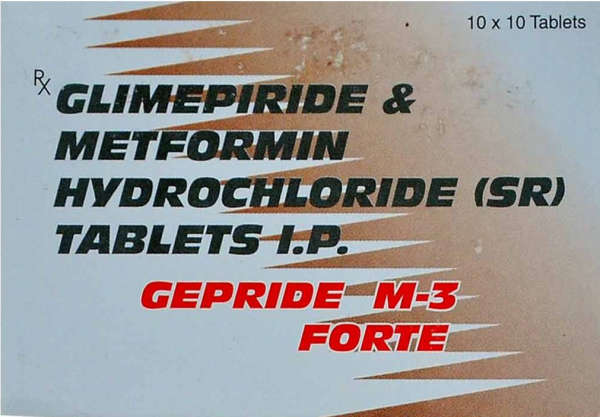 10 x 10 Tablets
Rx GLIMEPIRIDE &
METFORMIN
HYDROCHLORIDE (SR)
TABLETS I.P.
GEPRIDE M-3
FORTE